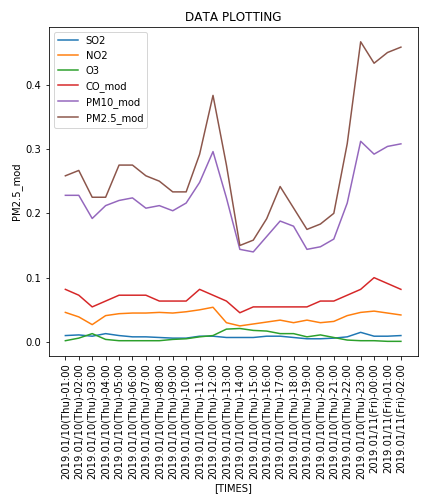 DATA PLOTTING
SO2
NO2
O3
CO_mod
PM10_mod
PM2.5_mod
PM2.5_mod
0.4
0.3
0.2
0.1
0.0
2019.01/10(Thu)-01:00
2019.01/10(Thu)-02:00
2019.01/10(Thu)-03:00
2019.01/10(Thu)-04:00
2019.01/10(Thu)-05:00
2019.01/10(Thu)-06:00
2019.01/10(Thu)-07:00
2019.01/10(Thu)-08:00
2019.01/10(Thu)-09:00
2019.01/10(Thu)-10:00
2019.01/10(Thu)-11:00
2019.01/10(Thu)-12:00
2019.01/10(Thu)-13:00
2019.01/10(Thu)-14:00
2019.01/10(Thu)-15:00
2019.01/10(Thu)-16:00
2019.01/10(Thu)-17:00
2019.01/10(Thu)-18:00
2019.01/10(Thu)-19:00
2019.01/10(Thu)-20:00
2019.01/10(Thu)-21:00
2019.01/10(Thu)-22:00
2019.01/10(Thu)-23:00
2019.01/11(Fri)-00:00
2019.01/11(Fri)-01:00
2019.01/11(Fri)-02:00
[TIMES]